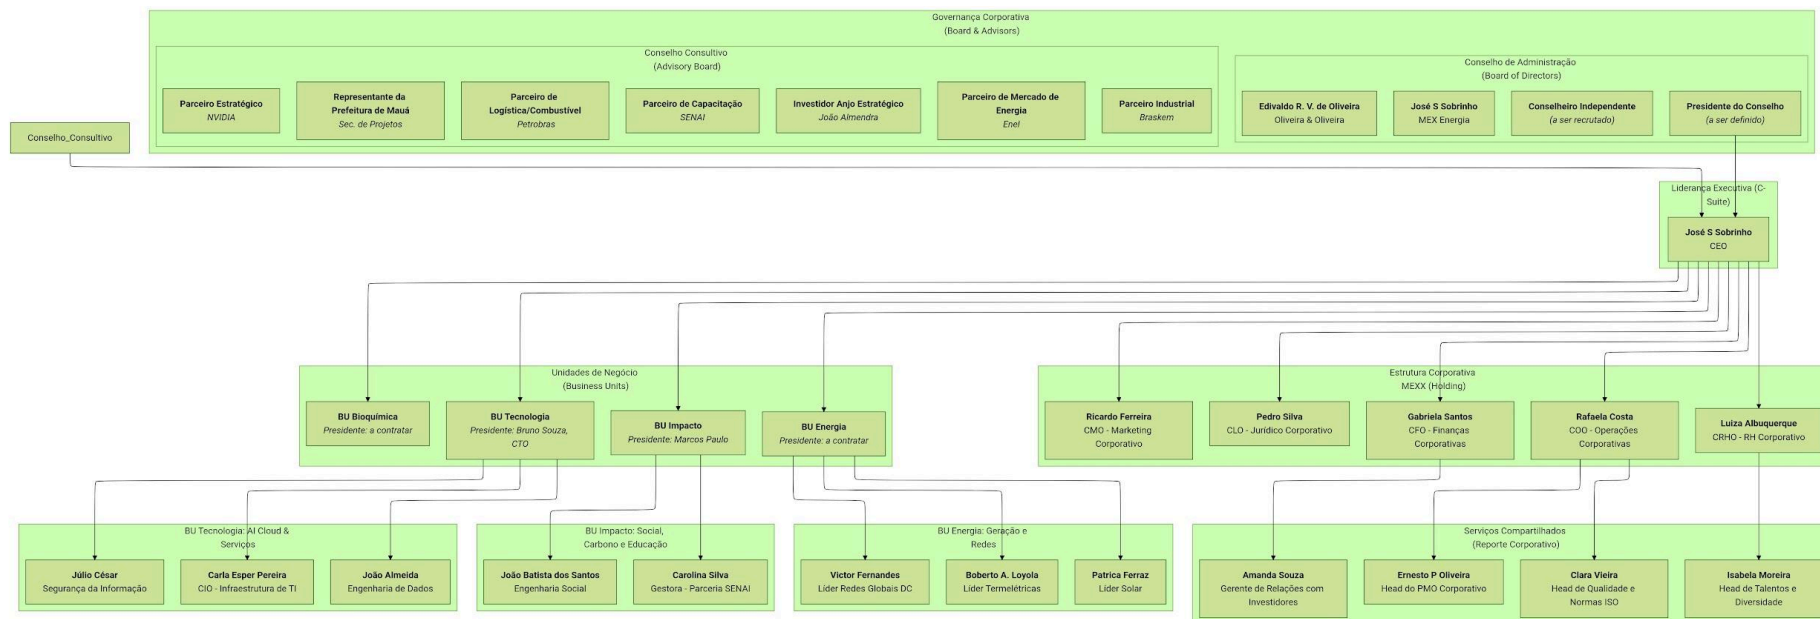 Governança Corporativa
(Board & Advisors)
Conselho Consultivo
(Advisory Board)
Parceiro Estratégico
NVIDIA
Representante da
Prefeitura de Mauá
Sec. de Projetos
Parceiro de
Logística/Combustível
Petrobras
Parceiro de Capacitação
SENAI
Investidor Anjo Estratégico
João Almendra
Parceiro de Mercado de
Energia
Enel
Parceiro Industrial
Braskem
Conselho de Administração
(Board of Directors)
Edivaldo R. V. de Oliveira
Oliveira & Oliveira
José S Sobrinho
MEX Energia
Conselheiro Independente
(a ser recrutado)
Presidente do Conselho
(a ser definido)
Conselho_Consultivo
Liderança Executiva (C-
Suite)
José S Sobrinho
CEO
Unidades de Negócio
(Business Units)
BU Bioquímica
Presidente: a contratar
BU Tecnologia
Presidente: Bruno Souza,
CTO
BU Impacto
Presidente: Marcos Paulo
BU Energia
Presidente: a contratar
Estrutura Corporativa
MEXX (Holding)
Ricardo Ferreira
CMO - Marketing
Corporativo
Pedro Silva
CLO - Jurídico Corporativo
Gabriela Santos
CFO - Finanças
Corporativas
Rafaela Costa
COO - Operações
Corporativas
Luiza Albuquerque
CRHO - RH Corporativo
BU Tecnologia: AI Cloud &
Serviços
Júlio César
Segurança da Informação
Carla Esper Pereira
CIO - Infraestrutura de TI
João Almeida
Engenharia de Dados
BU Impacto: Social,
Carbono e Educação
João Batista dos Santos
Engenharia Social
Carolina Silva
Gestora - Parceria SENAI
BU Energia: Geração e
Redes
Victor Fernandes
Líder Redes Globais DC
Boberto A. Loyola
Líder Termelétricas
Patrica Ferraz
Líder Solar
Serviços Compartilhados
(Reporte Corporativo)
Amanda Souza
Gerente de Relações com
Investidores
Ernesto P Oliveira
Head do PMO Corporativo
Clara Vieira
Head de Qualidade e
Normas ISO
Isabela Moreira
Head de Talentos e
Diversidade